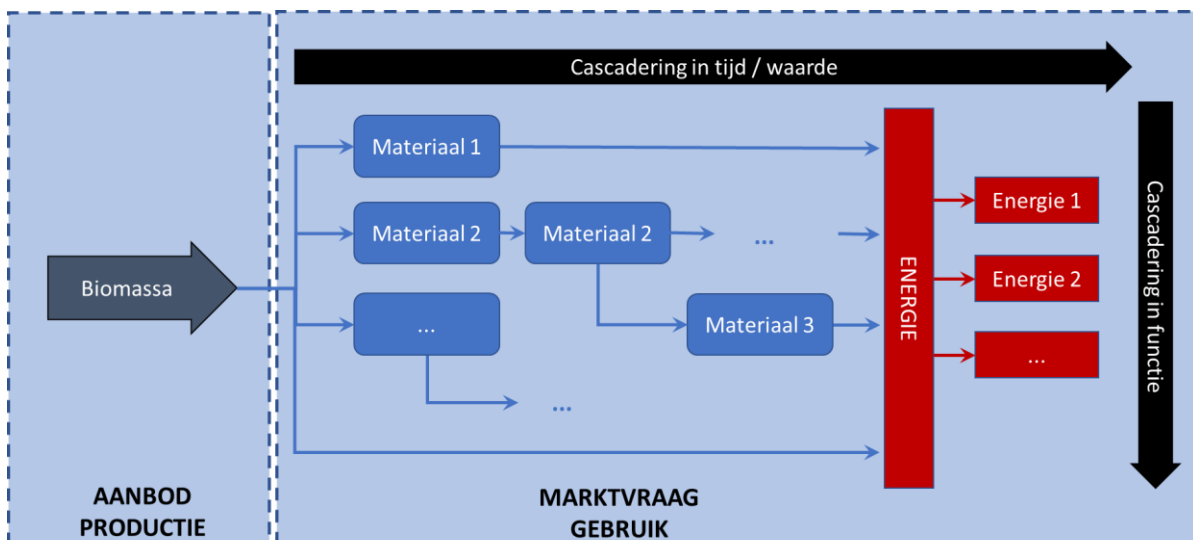 Cascadering in tijd / waarde
Materiaal 1
Materiaal 2
Materiaal 2
...
Biomassa
...
Materiaal 3
...
ENERGIE
Energie 1
Energie 2
...
Cascadering in functie
AANBOD
PRODUCTIE
MARKTVRAAG
GEBRUIK